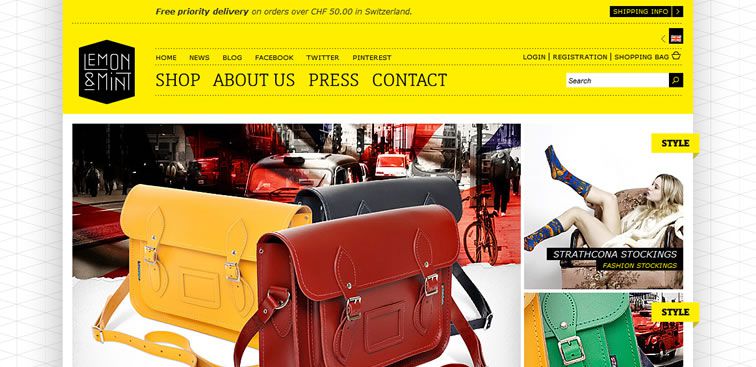 Free priority delivery on orders over CHF 50.00 in Switzerland.
SHIPPING INFO
LEMON
&MINT
HOME NEWS BLOG FACEBOOK TWITTER PINTEREST
LOGIN | REGISTRATION | SHOPPING BAG
SHOP ABOUT US PRESS CONTACT
Search
STYLE
STRATHCONA STOCKINGS
FASHION STOCKINGS
STYLE